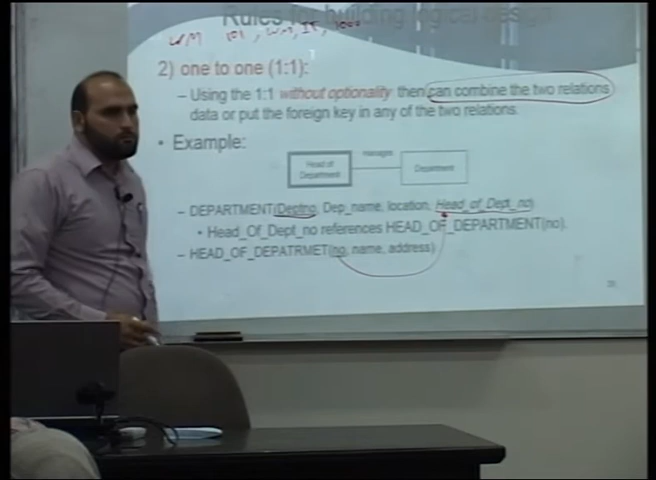 Rules for building logical design
2) one to one (1:1):
– Using the 1:1 without optionality then can combine the two relations
data or put the foreign key in any of the two relations.
• Example:
Head of
Department
manages
Department
– DEPARTMENT(Deptno, Dep_name, location, Head_of_Dept_no)
• Head_Of_Dept_no references HEAD_OF_DEPARTMENT(no).
– HEAD_OF_DEPATRMET(no, name, address)